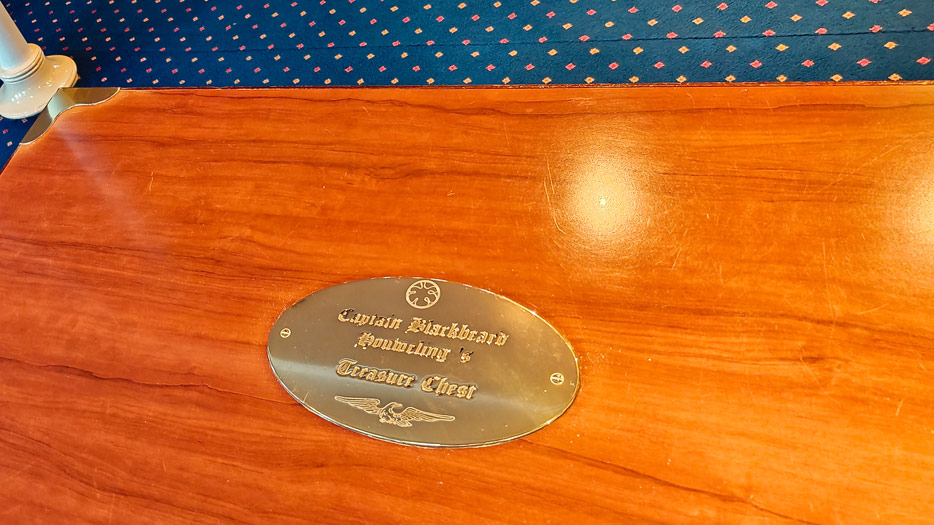 Captain Blackbeard
Houweling 's
Treasure Chest